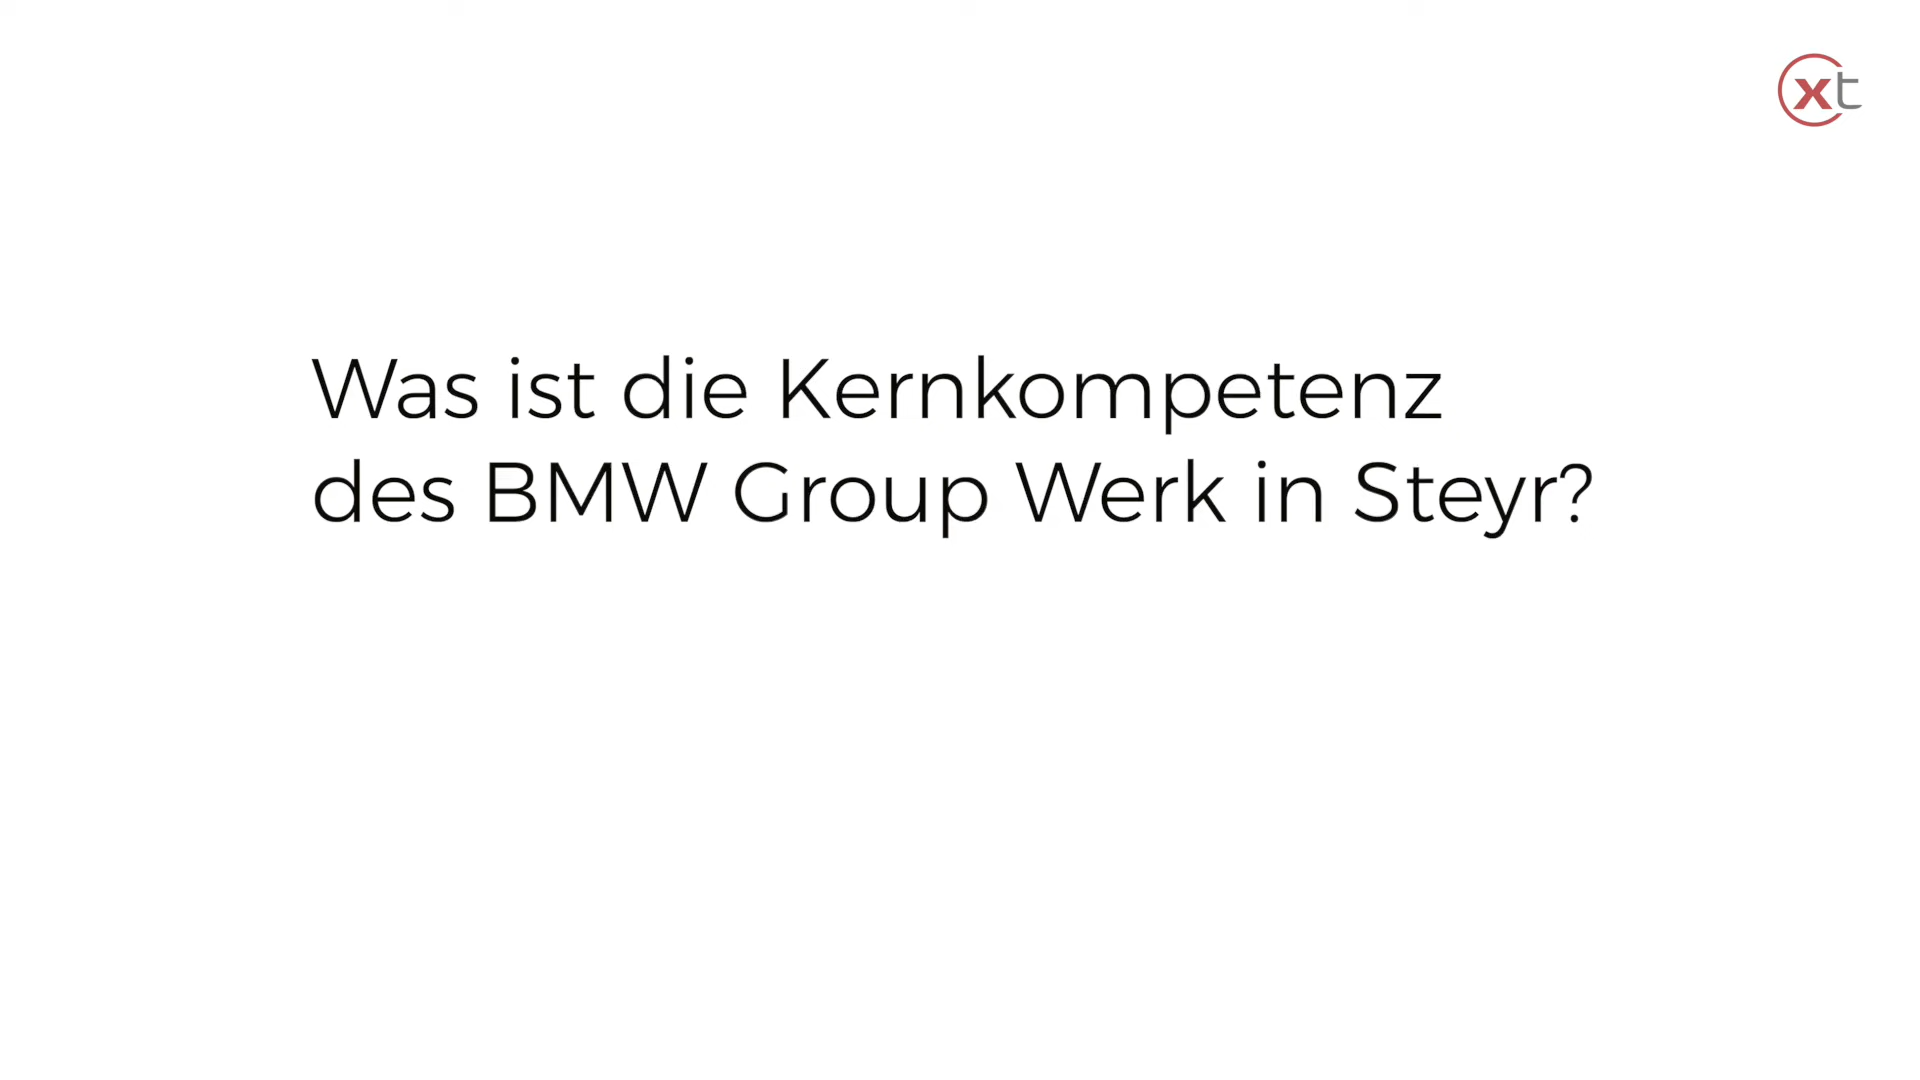 xt
Was ist die Kernkompetenz
des BMW Group Werk in Steyr?